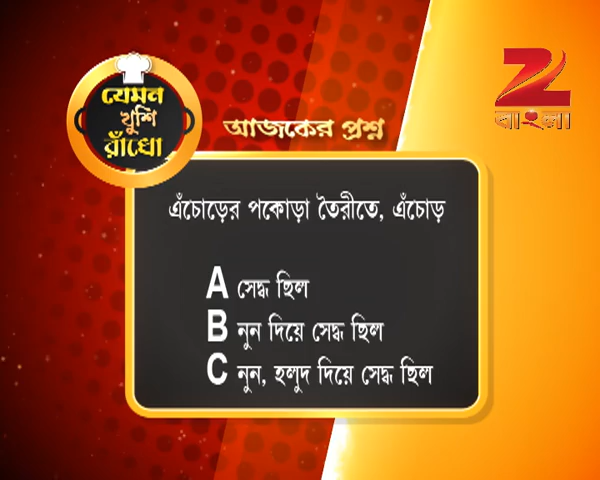 যেমন
খুশি
রাঁধো
আজকের প্রশ্ন
Z
বাংলা
এঁচোড়ের পকোড়া তৈরীতে, এঁচোড়
A সেদ্ধ ছিল
B নুন দিয়ে সেদ্ধ ছিল
C নুন, হলুদ দিয়ে সেদ্ধ ছিল